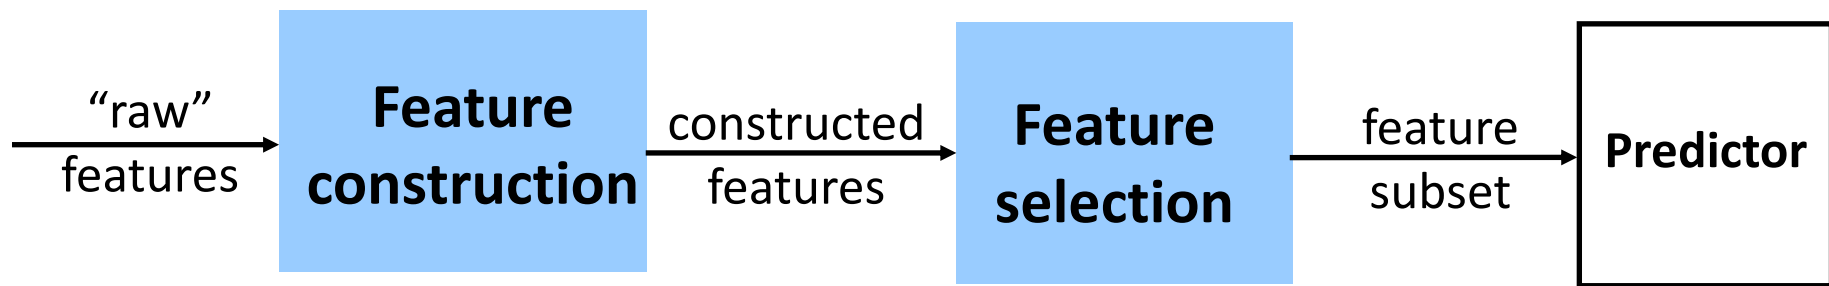 “raw”
features
Feature
construction
constructed
features
Feature
selection
feature
subset
Predictor